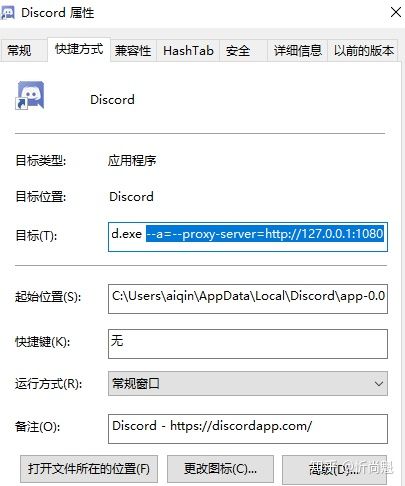 Discord 属性
常规
快捷方式
兼容性
HashTab
安全
详细信息
以前的版本
Discord
目标类型:
应用程序
目标位置:
Discord
目标(T):
d.exe --a=--proxy-server=http://127.0.0.1:1080
起始位置(S):
C:\Users\aiqin\AppData\Local\Discord\app-0.0
快捷键(K):
无
运行方式(R):
常规窗口
备注(O):
Discord - https://discordapp.com/
打开文件所在的位置(F)
更改图标(C)...
高级(D)...
知乎 @忻尚魁